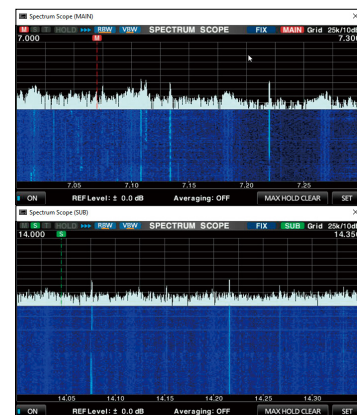 Spectrum Scope (MAIN)
M S HOLD RBW VBW SPECTRUM SCOPE FIX MAIN Grid 25k/10dB
7.000 M 7.300
7.05 7.10 7.15 7.20 7.25
ON REF Level: ± 0.0 dB Averaging: OFF MAX HOLD CLEAR SET
Spectrum Scope (SUB)
M S HOLD RBW VBW SPECTRUM SCOPE FIX SUB Grid 25k/10dB
14.000 S 14.350
14.05 14.10 14.15 14.20 14.25 14.30
ON REF Level: ± 0.0 dB Averaging: OFF MAX HOLD CLEAR SET